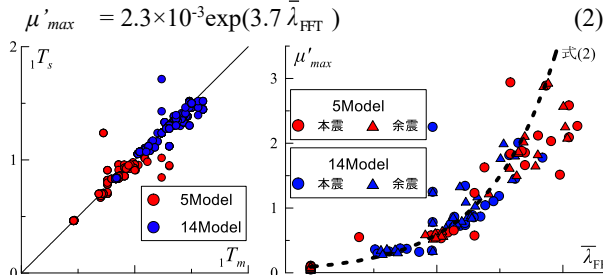 μ'max = 2.3×10-3exp(3.7 λ̄FFT) (2)
2
1Ts
1
0
5Model
14Model
1Tm
3
μ'max
2
1
0
式(2)
5Model
本震 余震
14Model
本震 余震